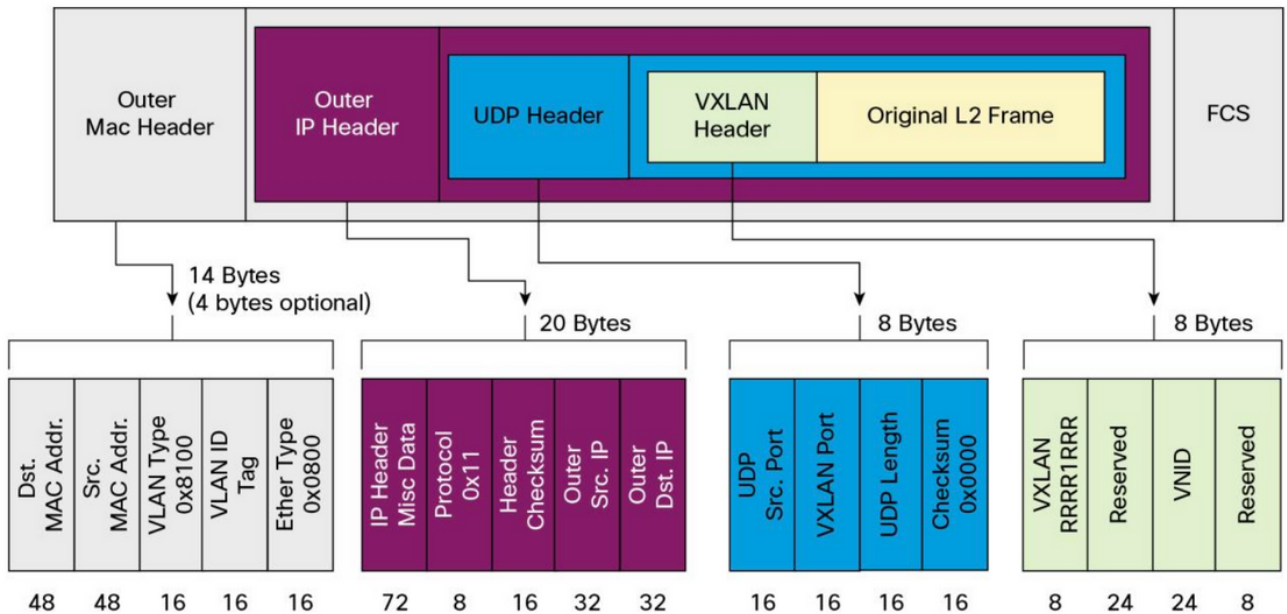 Outer
Mac Header
Outer
IP Header
UDP Header
VXLAN
Header
Original L2 Frame
FCS
14 Bytes
(4 bytes optional)
20 Bytes
8 Bytes
8 Bytes
Dst.
MAC Addr.
Src.
MAC Addr.
VLAN Type
0x8100
VLAN ID
Tag
Ether Type
0x0800
IP Header
Misc Data
Protocol
0x11
Header
Checksum
Outer
Src. IP
Outer
Dst. IP
UDP
Src. Port
VXLAN Port
UDP Length
Checksum
0x0000
VXLAN
RRRR1RRR
Reserved
VNID
Reserved
48 48 16 16 16 72 8 16 32 32 16 16 16 16 8 24 24 8